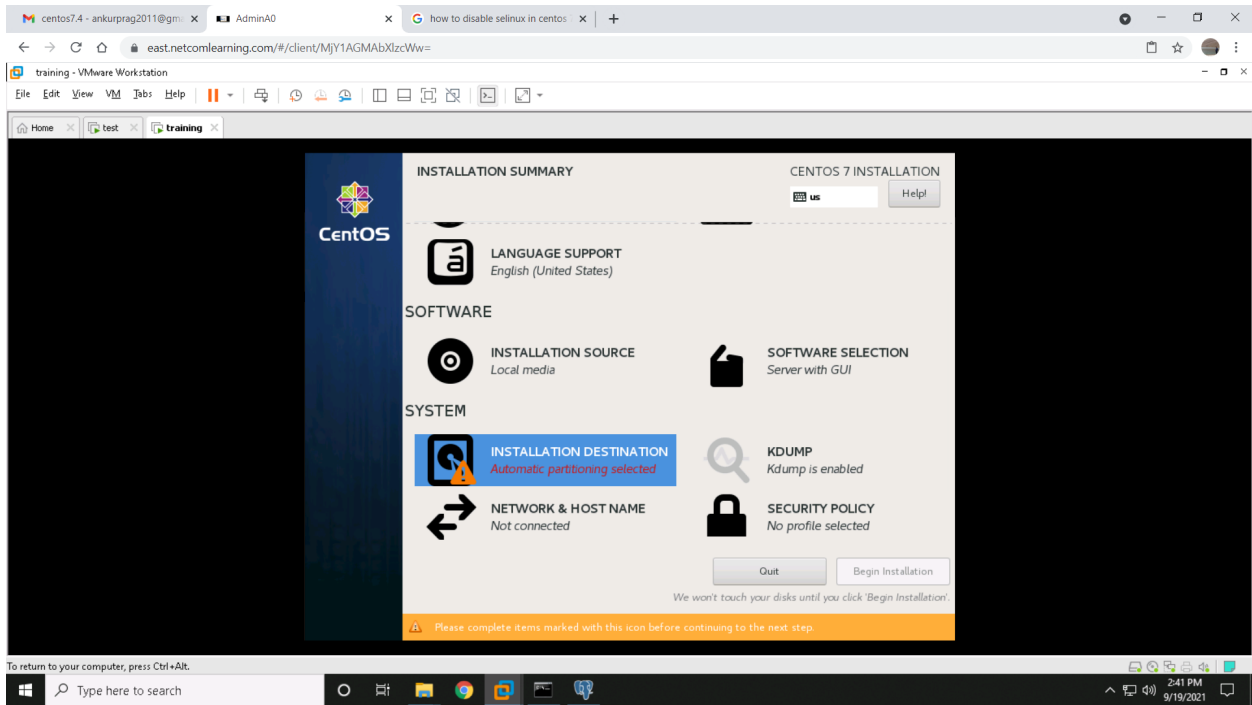 centos7.4 - ankurprag2011@gm
AdminA0
how to disable selinux in centos
east.netcomlearning.com/#/client/MjY1AGMAbXlzcWw=
training - VMware Workstation
File Edit View VM Tabs Help
Home test training
INSTALLATION SUMMARY
CENTOS 7 INSTALLATION
us
Help!
CentOS
LANGUAGE SUPPORT
English (United States)
SOFTWARE
INSTALLATION SOURCE
Local media
SOFTWARE SELECTION
Server with GUI
SYSTEM
INSTALLATION DESTINATION
Automatic partitioning selected
KDUMP
Kdump is enabled
NETWORK & HOST NAME
Not connected
SECURITY POLICY
No profile selected
Quit
Begin Installation
We won't touch your disks until you click 'Begin Installation'.
Please complete items marked with this icon before continuing to the next step.
To return to your computer, press Ctrl+Alt.
Type here to search
2:41 PM
9/19/2021